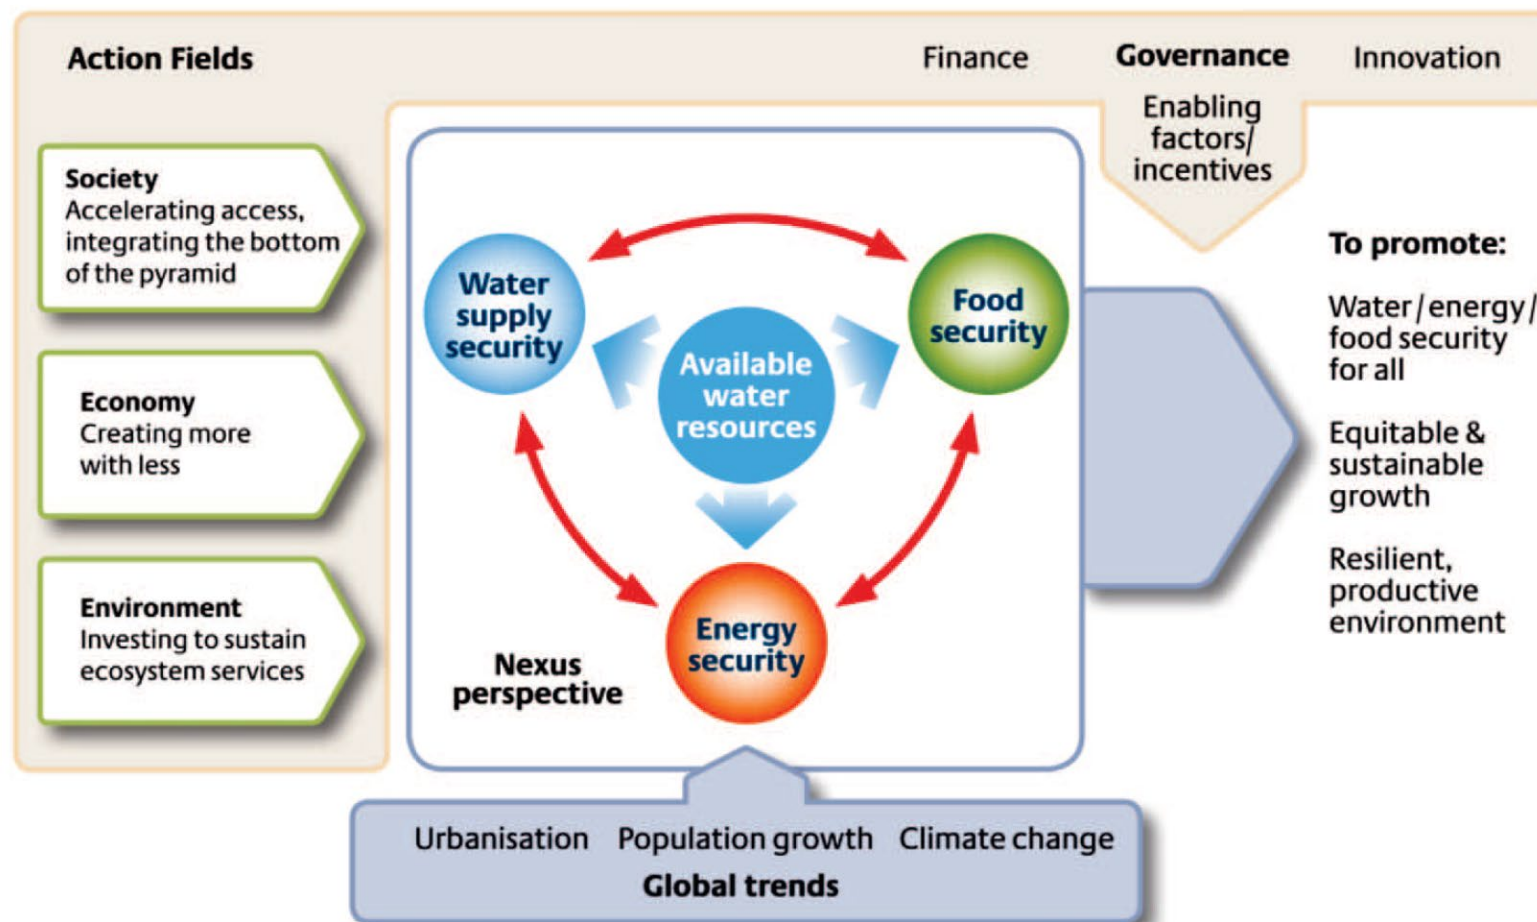 Action Fields
Finance
Governance
Innovation
Enabling
factors/
incentives
Society
Accelerating access,
integrating the bottom
of the pyramid
Economy
Creating more
with less
Environment
Investing to sustain
ecosystem services
Water
supply
security
Food
security
Available
water
resources
Energy
security
Nexus
perspective
To promote:
Water / energy /
food security
for all
Equitable &
sustainable
growth
Resilient,
productive
environment
Urbanisation
Population growth
Climate change
Global trends